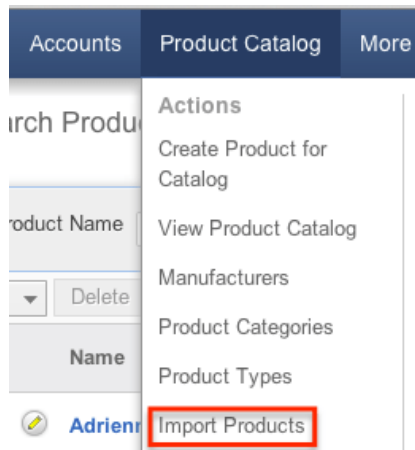 Accounts Product Catalog More
Actions
arch Produ
Create Product for
Catalog
roduct Name
View Product Catalog
Manufacturers
Delete
Product Categories
Name
Product Types
Adrienn
Import Products